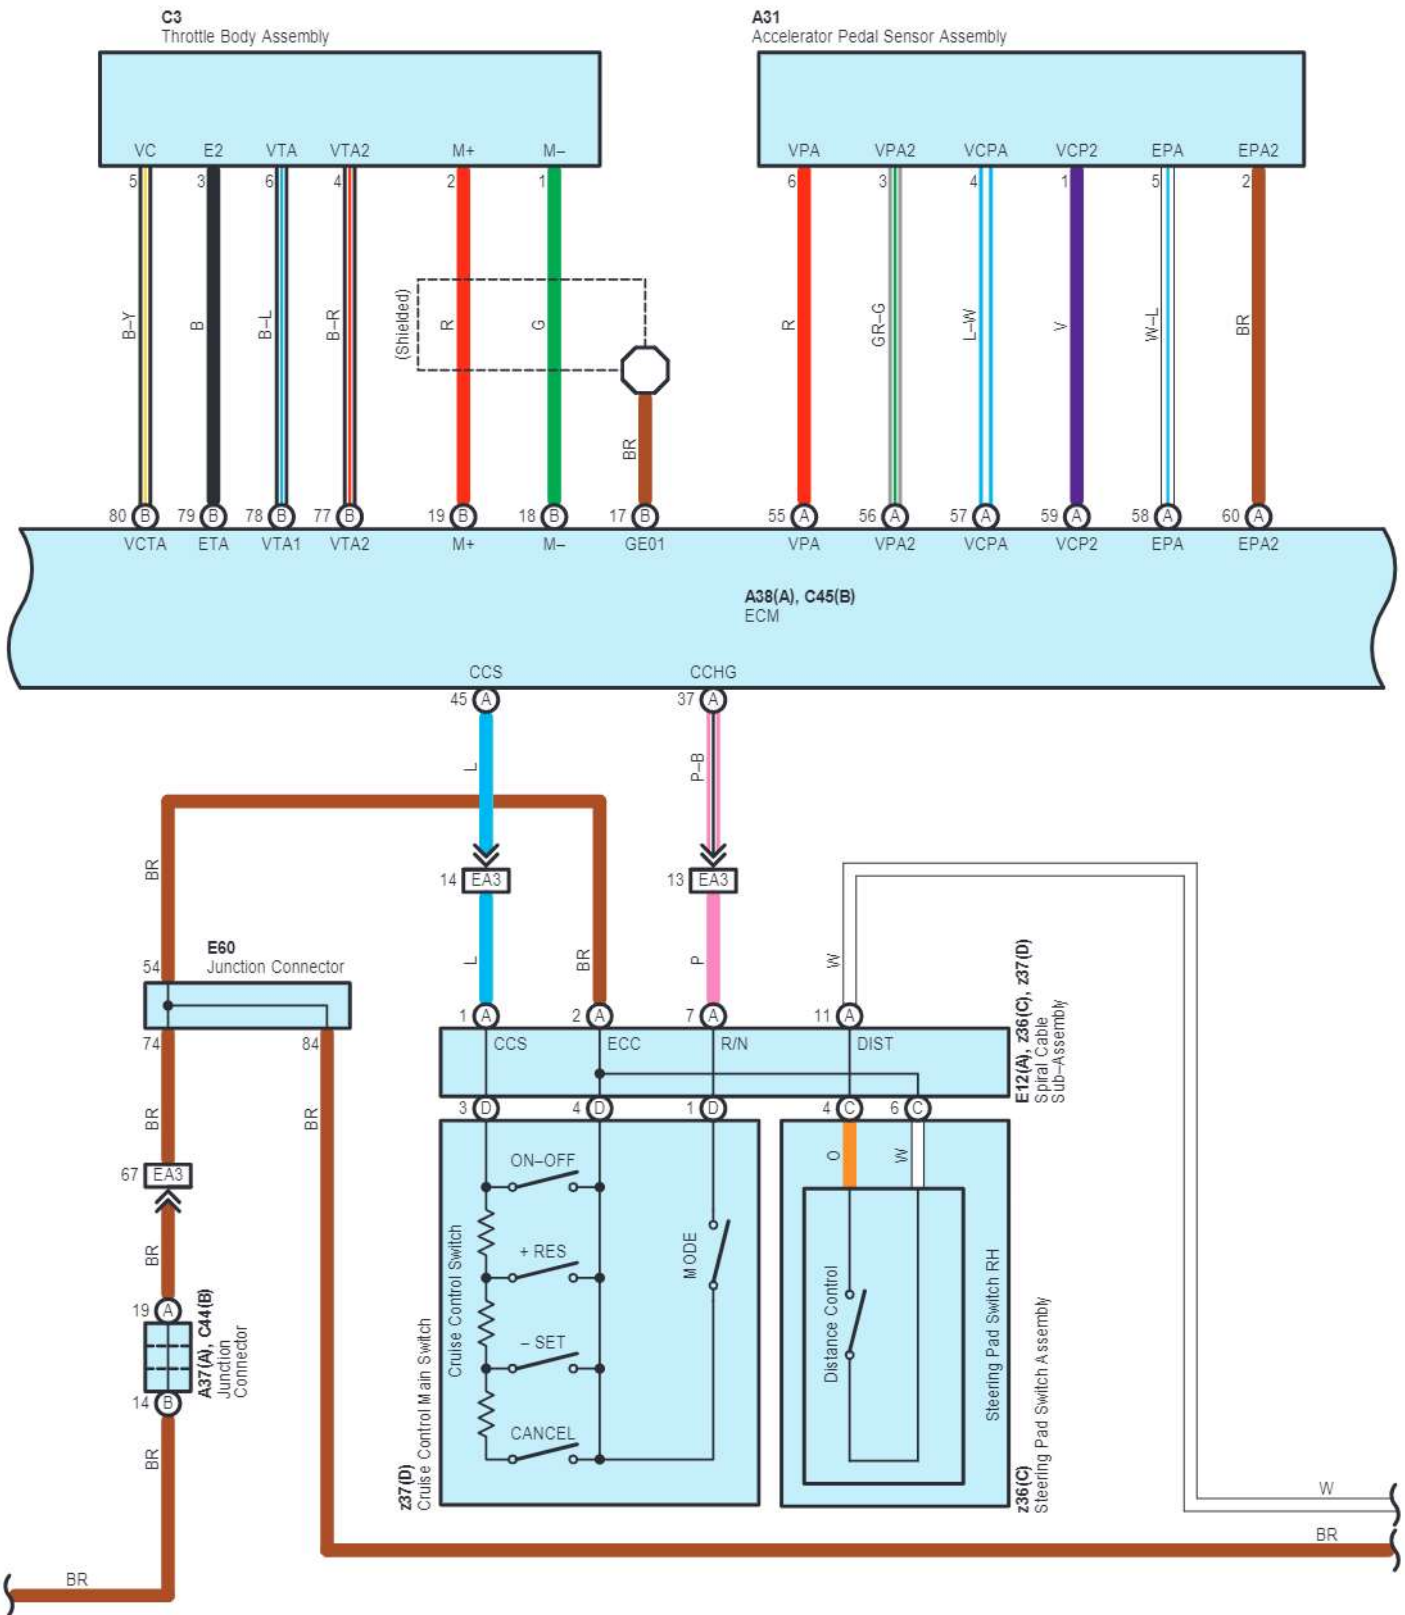 C3
Throttle Body Assembly
A31
Accelerator Pedal Sensor Assembly
VC E2 VTA VTA2 M+ M–
VPA VPA2 VCPA VCP2 EPA EPA2
5 3 6 4 2 1
6 3 4 1 5 2
B–Y
B
B–L
B–R
(Shielded)
R
G
BR
R
GR–G
L–W
V
W–L
BR
80 B 79 B 78 B 77 B 19 B 18 B 17 B
55 A 56 A 57 A 59 A 58 A 60 A
VCTA ETA VTA1 VTA2 M+ M– GE01
VPA VPA2 VCPA VCP2 EPA EPA2
A38(A), C45(B)
ECM
CCS
CCHG
45 A
37 A
L
P–B
BR
14 EA3
13 EA3
E60
Junction Connector
54
L
BR
P
W
74
84
1 A 2 A 7 A 11 A
CCS ECC R/N DIST
E12(A), z36(C), z37(D)
Spiral Cable
Sub–Assembly
3 D 4 D 1 D 4 C 6 C
BR
BR
O
W
67 EA3
ON–OFF
+ RES
– SET
CANCEL
MODE
Cruise Control Switch
z37(D)
Cruise Control Main Switch
Distance Control
Steering Pad Switch RH
z36(C)
Steering Pad Switch Assembly
BR
19 A
A37(A), C44(B)
Junction
Connector
14 B
BR
W
BR
BR